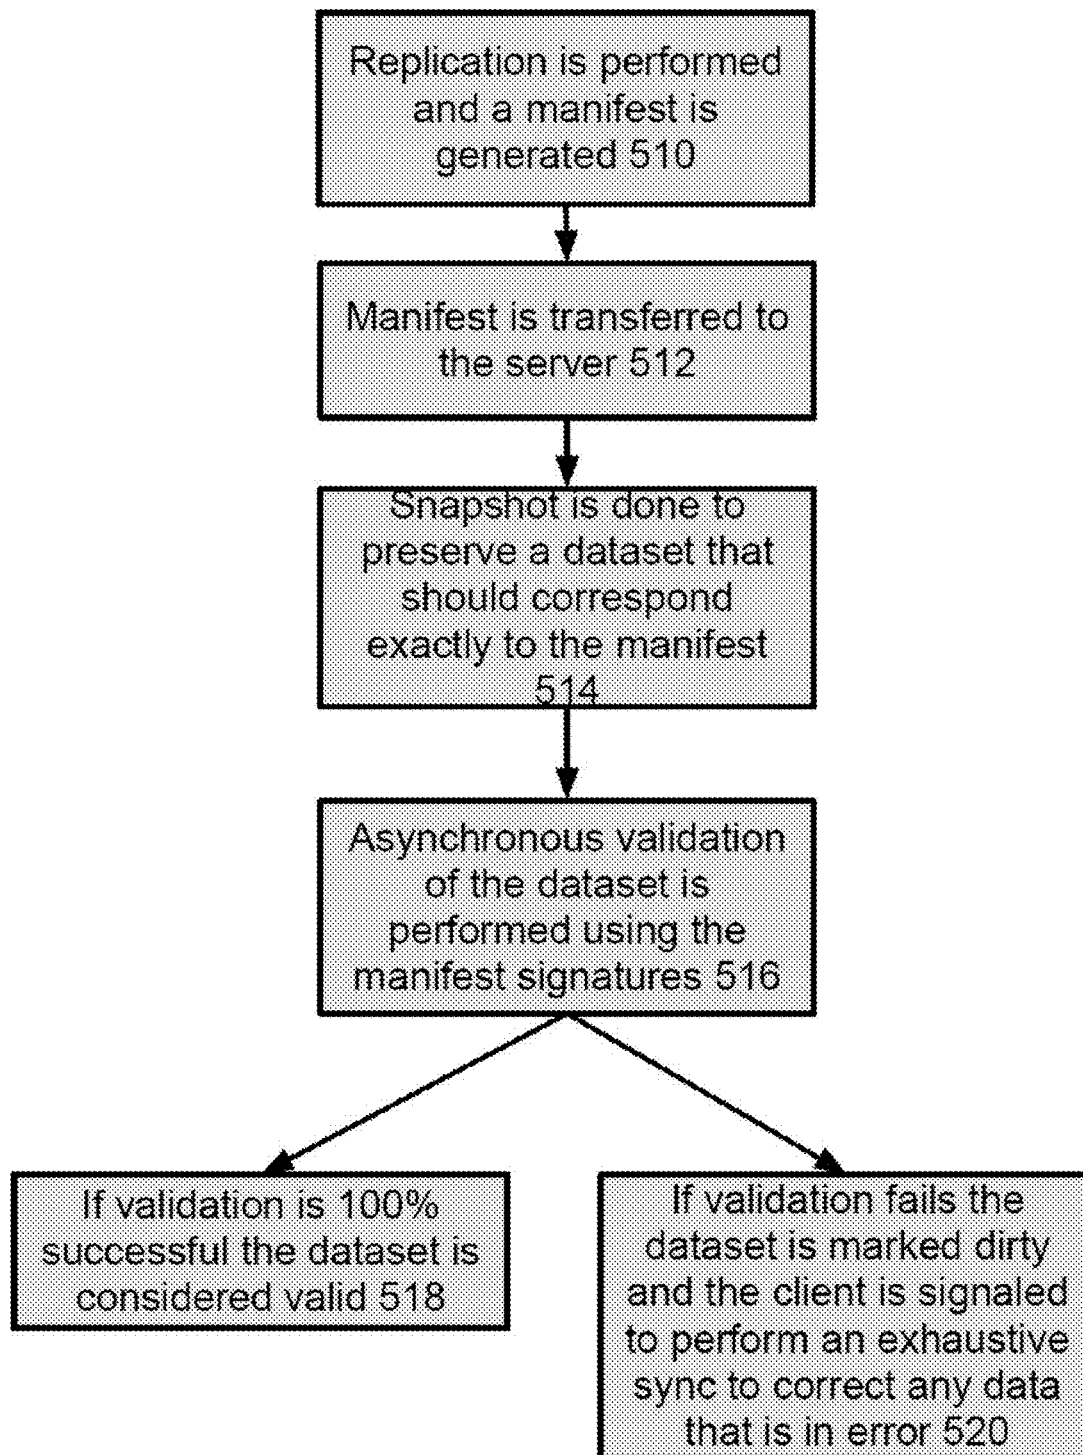 Replication is performed
and a manifest is
generated 510
Manifest is transferred to
the server 512
Snapshot is done to
preserve a dataset that
should correspond
exactly to the manifest
514
Asynchronous validation
of the dataset is
performed using the
manifest signatures 516
If validation is 100%
successful the dataset is
considered valid 518
If validation fails the
dataset is marked dirty
and the client is signaled
to perform an exhaustive
sync to correct any data
that is in error 520